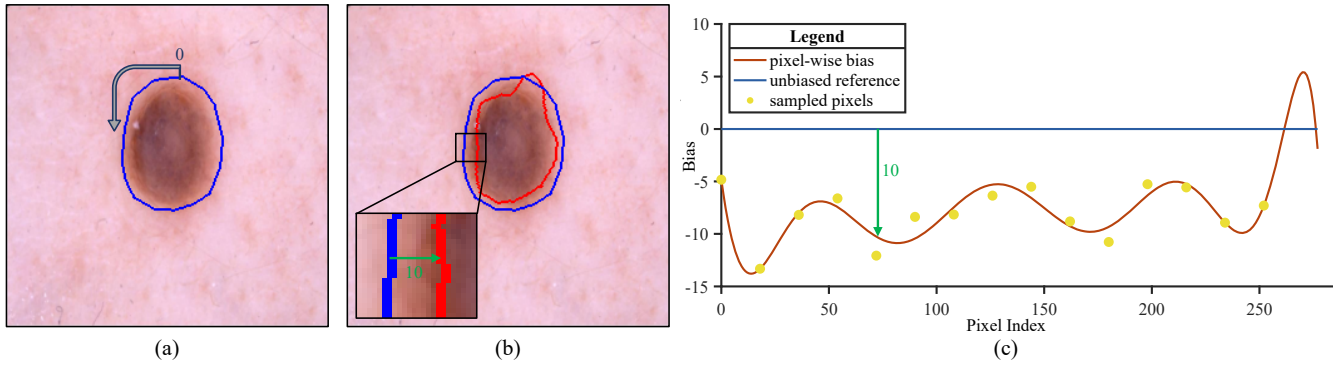 0
10
(a)
(b)
10
5
0
-5
-10
-15
Bias
Legend
pixel-wise bias
unbiased reference
sampled pixels
10
0
50
100
150
200
250
Pixel Index
(c)